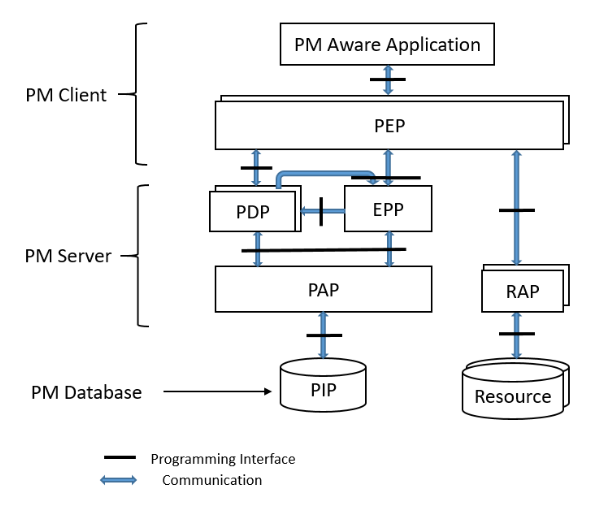 PM Aware Application
PM Client
PEP
PDP
EPP
PM Server
PAP
RAP
PM Database
PIP
Resource
Programming Interface
Communication